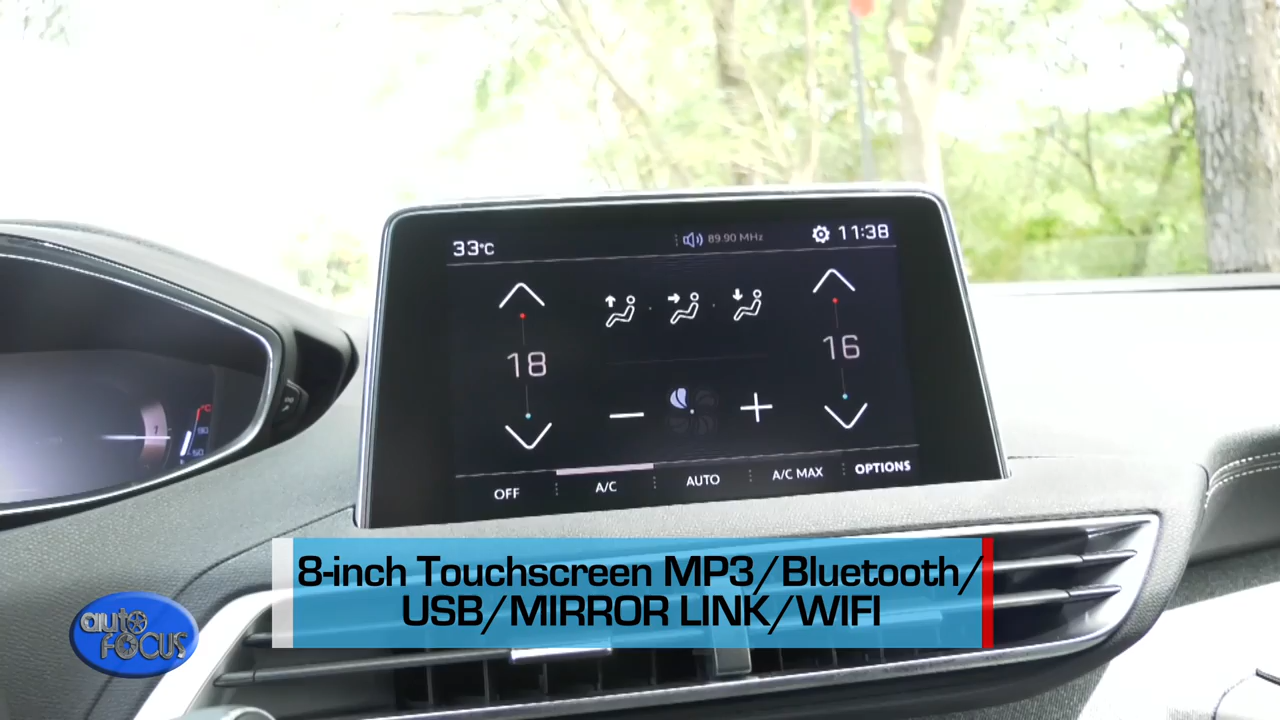 33°C
89.90 MHz
11:38
18
16
OFF
A/C
AUTO
A/C MAX
OPTIONS
°C
90
8-inch Touchscreen MP3/Bluetooth/
USB/MIRROR LINK/WIFI
auto
FOCUS